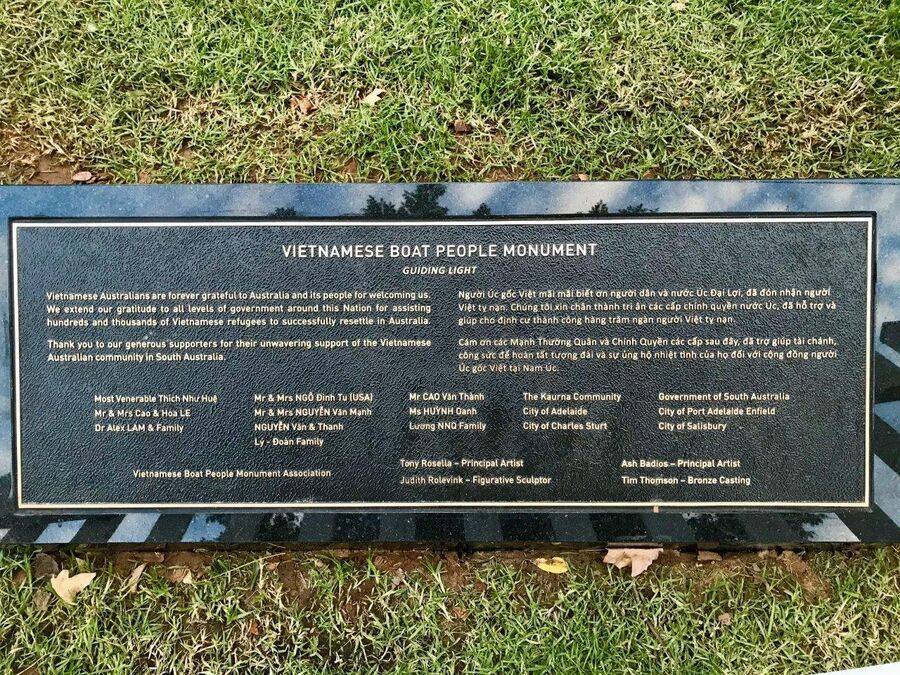 VIETNAMESE BOAT PEOPLE MONUMENT
GUIDING LIGHT
Vietnamese Australians are forever grateful to Australia and its people for welcoming us.
We extend our gratitude to all levels of government around this Nation for assisting
hundreds and thousands of Vietnamese refugees to successfully resettle in Australia.
Thank you to our generous supporters for their unwavering support of the Vietnamese
Australian community in South Australia.
Người Úc gốc Việt mãi mãi biết ơn người dân và nước Úc Đại Lợi, đã đón nhận người
Việt tỵ nạn. Chúng tôi xin chân thành tri ân các cấp chính quyền nước Úc, đã hỗ trợ và
giúp cho định cư thành công hàng trăm ngàn người Việt tỵ nạn.
Cám ơn các Mạnh Thường Quân và Chính Quyền các cấp sau đây, đã trợ giúp tài chánh,
công sức để hoàn tất tượng đài và sự ủng hộ nhiệt tình của họ đối với cộng đồng người
Úc gốc Việt tại Nam Úc.
Most Venerable Thích Như Huệ
Mr & Mrs Cao & Hòa LE
Dr Alex LAM & Family
Mr & Mrs NGÔ Đình Tu (USA)
Mr & Mrs NGUYỄN Văn Mạnh
NGUYỄN Văn & Thanh
Lý - Đoàn Family
Mr CAO Văn Thành
Ms HUỲNH Oanh
Lương NNQ Family
The Kaurna Community
City of Adelaide
City of Charles Sturt
Government of South Australia
City of Port Adelaide Enfield
City of Salisbury
Vietnamese Boat People Monument Association
Tony Rosella – Principal Artist
Judith Rolevink – Figurative Sculptor
Ash Badios – Principal Artist
Tim Thomson – Bronze Casting